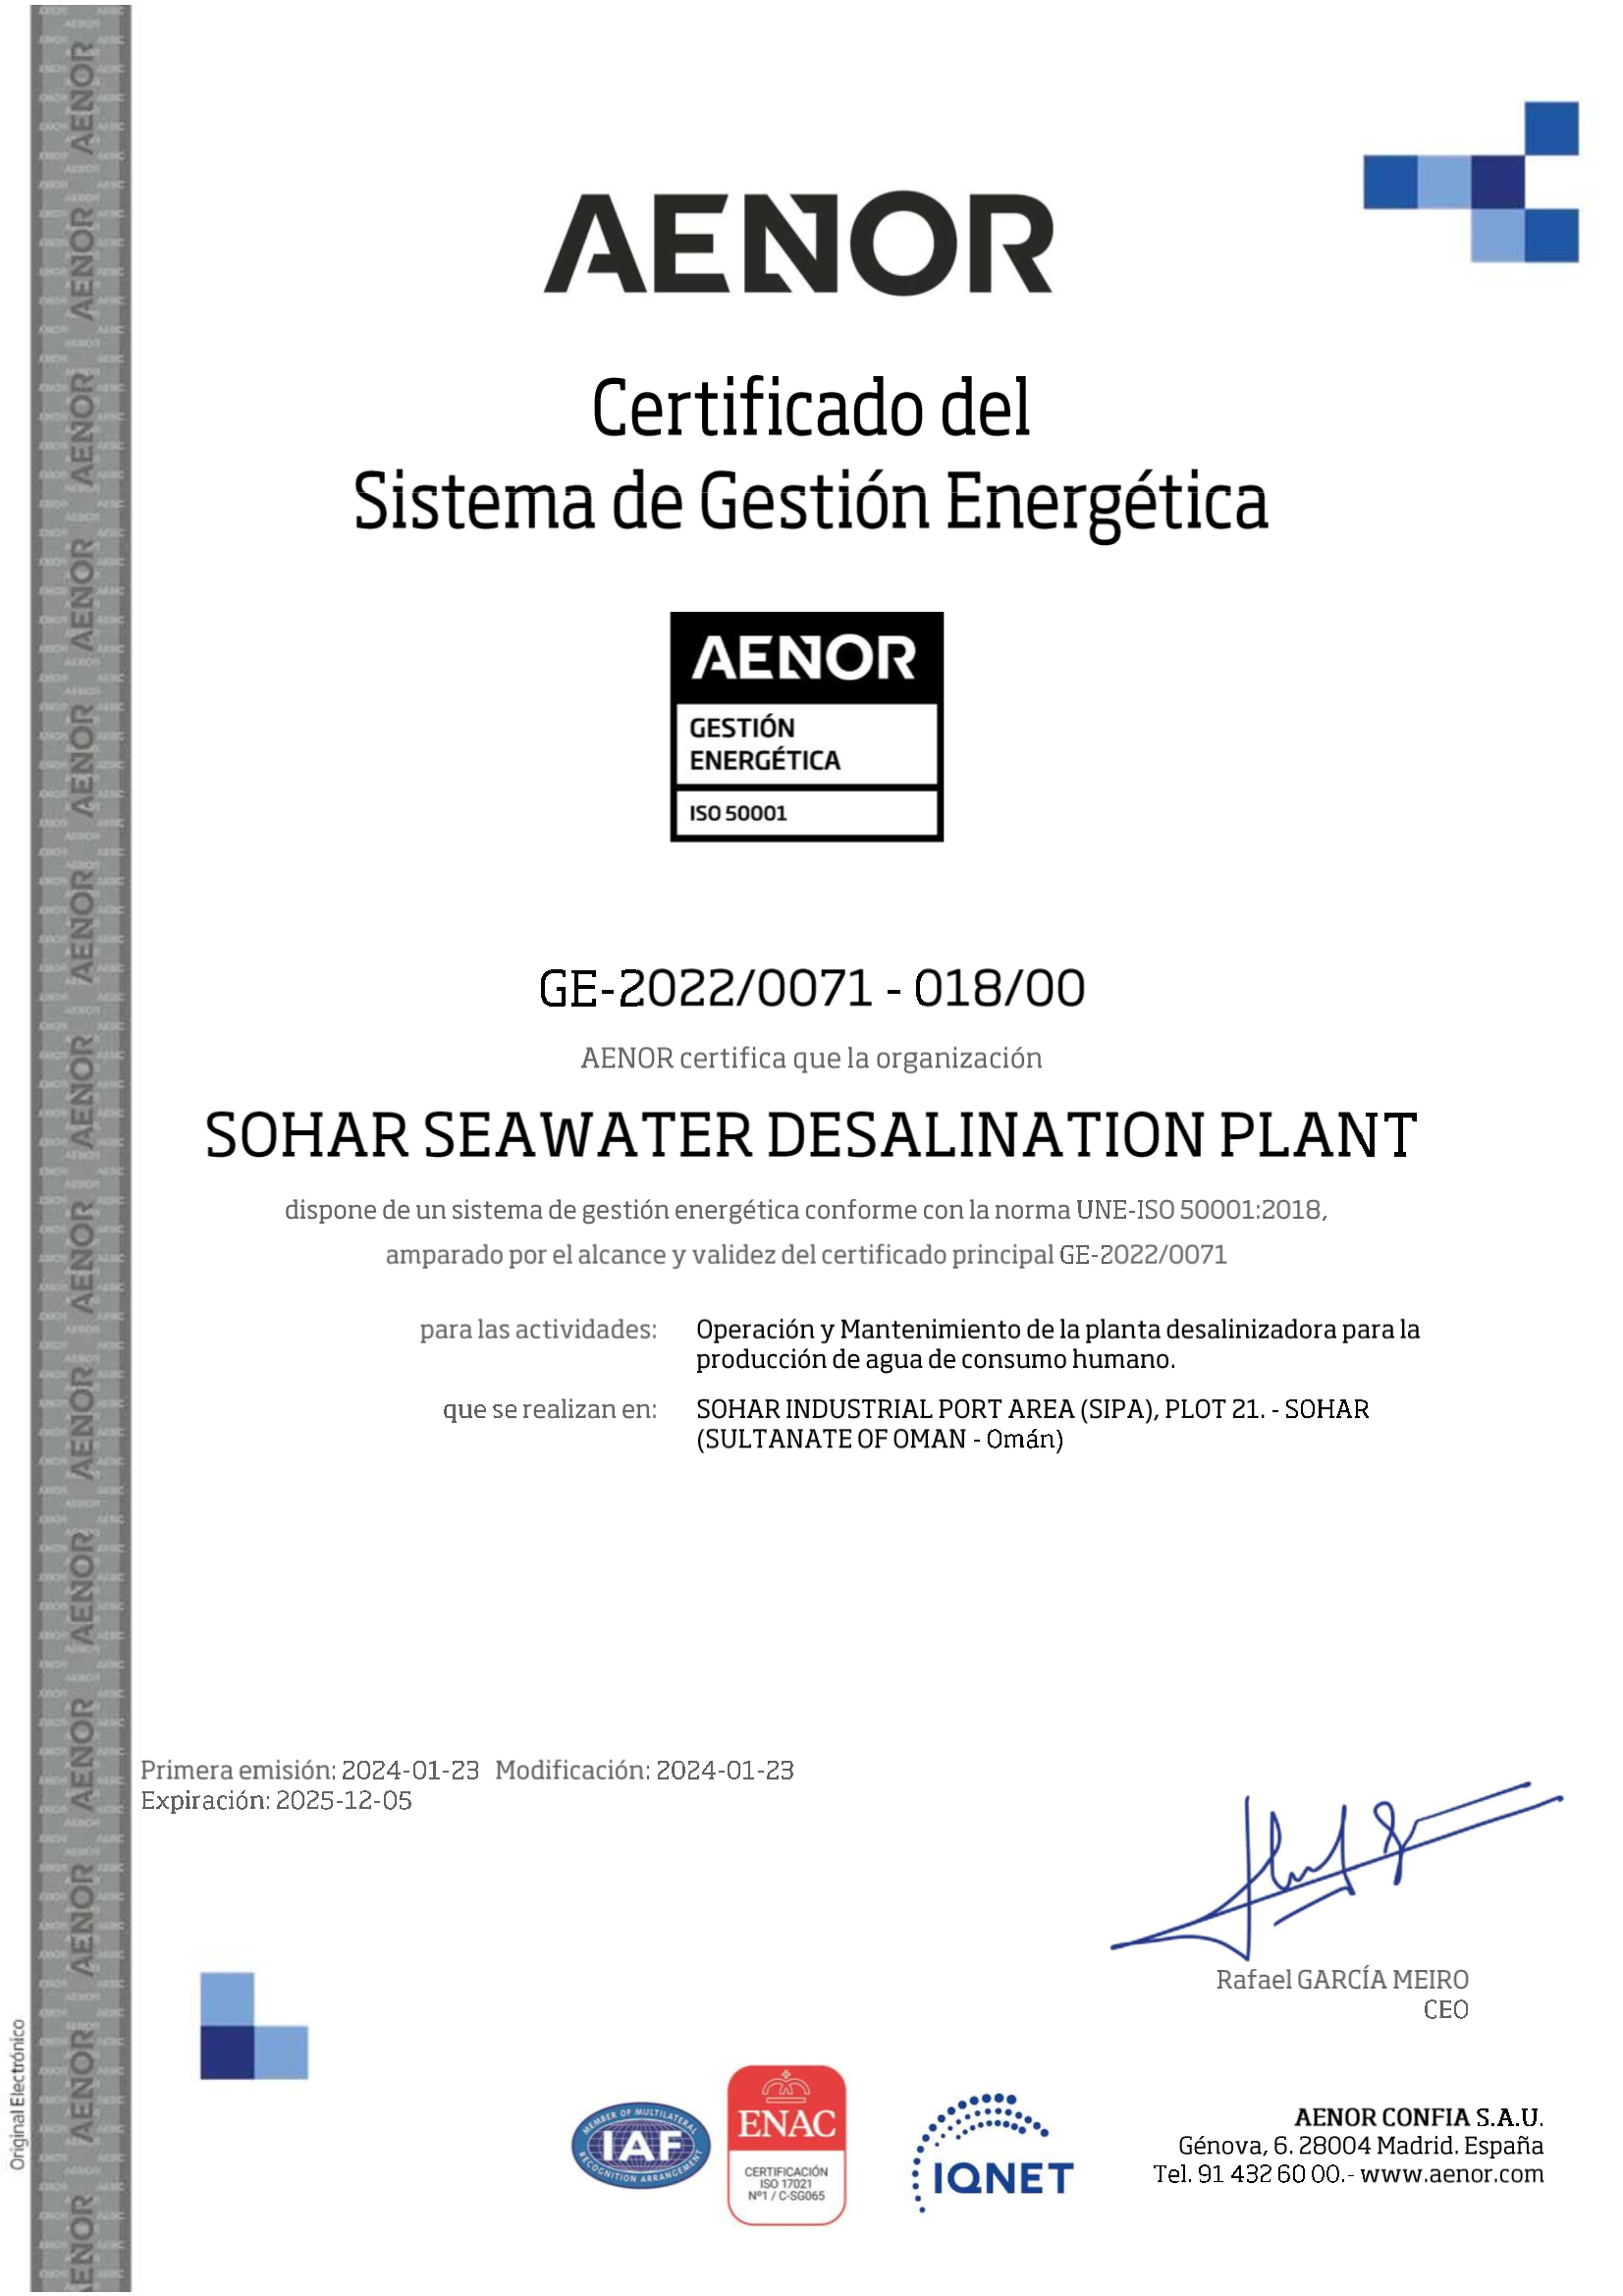 AENOR
Certificado del
Sistema de Gestión Energética
AENOR
GESTIÓN
ENERGÉTICA
ISO 50001
GE-2022/0071 - 018/00
AENOR certifica que la organización
SOHAR SEAWATER DESALINATION PLANT
dispone de un sistema de gestión energética conforme con la norma UNE-ISO 50001:2018,
amparado por el alcance y validez del certificado principal GE-2022/0071
para las actividades: Operación y Mantenimiento de la planta desalinizadora para la
producción de agua de consumo humano.
que se realizan en: SOHAR INDUSTRIAL PORT AREA (SIPA), PLOT 21. - SOHAR
(SULTANATE OF OMAN - Omán)
Primera emisión: 2024-01-23 Modificación: 2024-01-23
Expiración: 2025-12-05
Rafael GARCÍA MEIRO
CEO
Original Electrónico
MEMBER OF MULTILATERAL
IAF
RECOGNITION ARRANGEMENT
ENAC
CERTIFICACIÓN
ISO 17021
Nº1 / C-SG065
IQNET
AENOR CONFIA S.A.U.
Génova, 6. 28004 Madrid. España
Tel. 91 432 60 00.- www.aenor.com